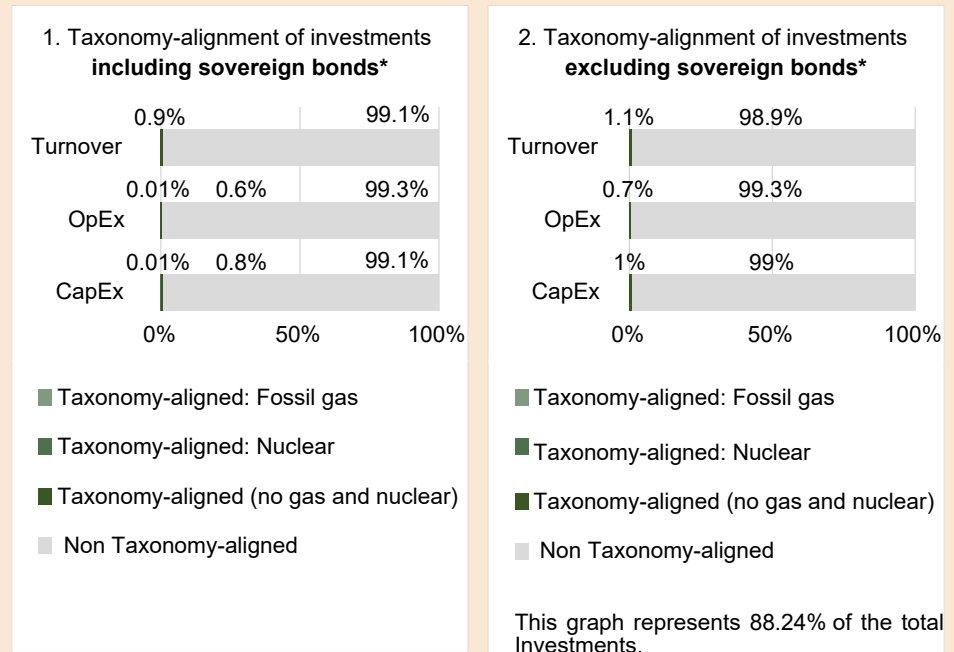 1. Taxonomy-alignment of investments
including sovereign bonds*
0.9% 99.1%
Turnover
0.01% 0.6% 99.3%
OpEx
0.01% 0.8% 99.1%
CapEx
0% 50% 100%
Taxonomy-aligned: Fossil gas
Taxonomy-aligned: Nuclear
Taxonomy-aligned (no gas and nuclear)
Non Taxonomy-aligned
2. Taxonomy-alignment of investments
excluding sovereign bonds*
1.1% 98.9%
Turnover
0.7% 99.3%
OpEx
1% 99%
CapEx
0% 50% 100%
Taxonomy-aligned: Fossil gas
Taxonomy-aligned: Nuclear
Taxonomy-aligned (no gas and nuclear)
Non Taxonomy-aligned
This graph represents 88.24% of the total
Investments.